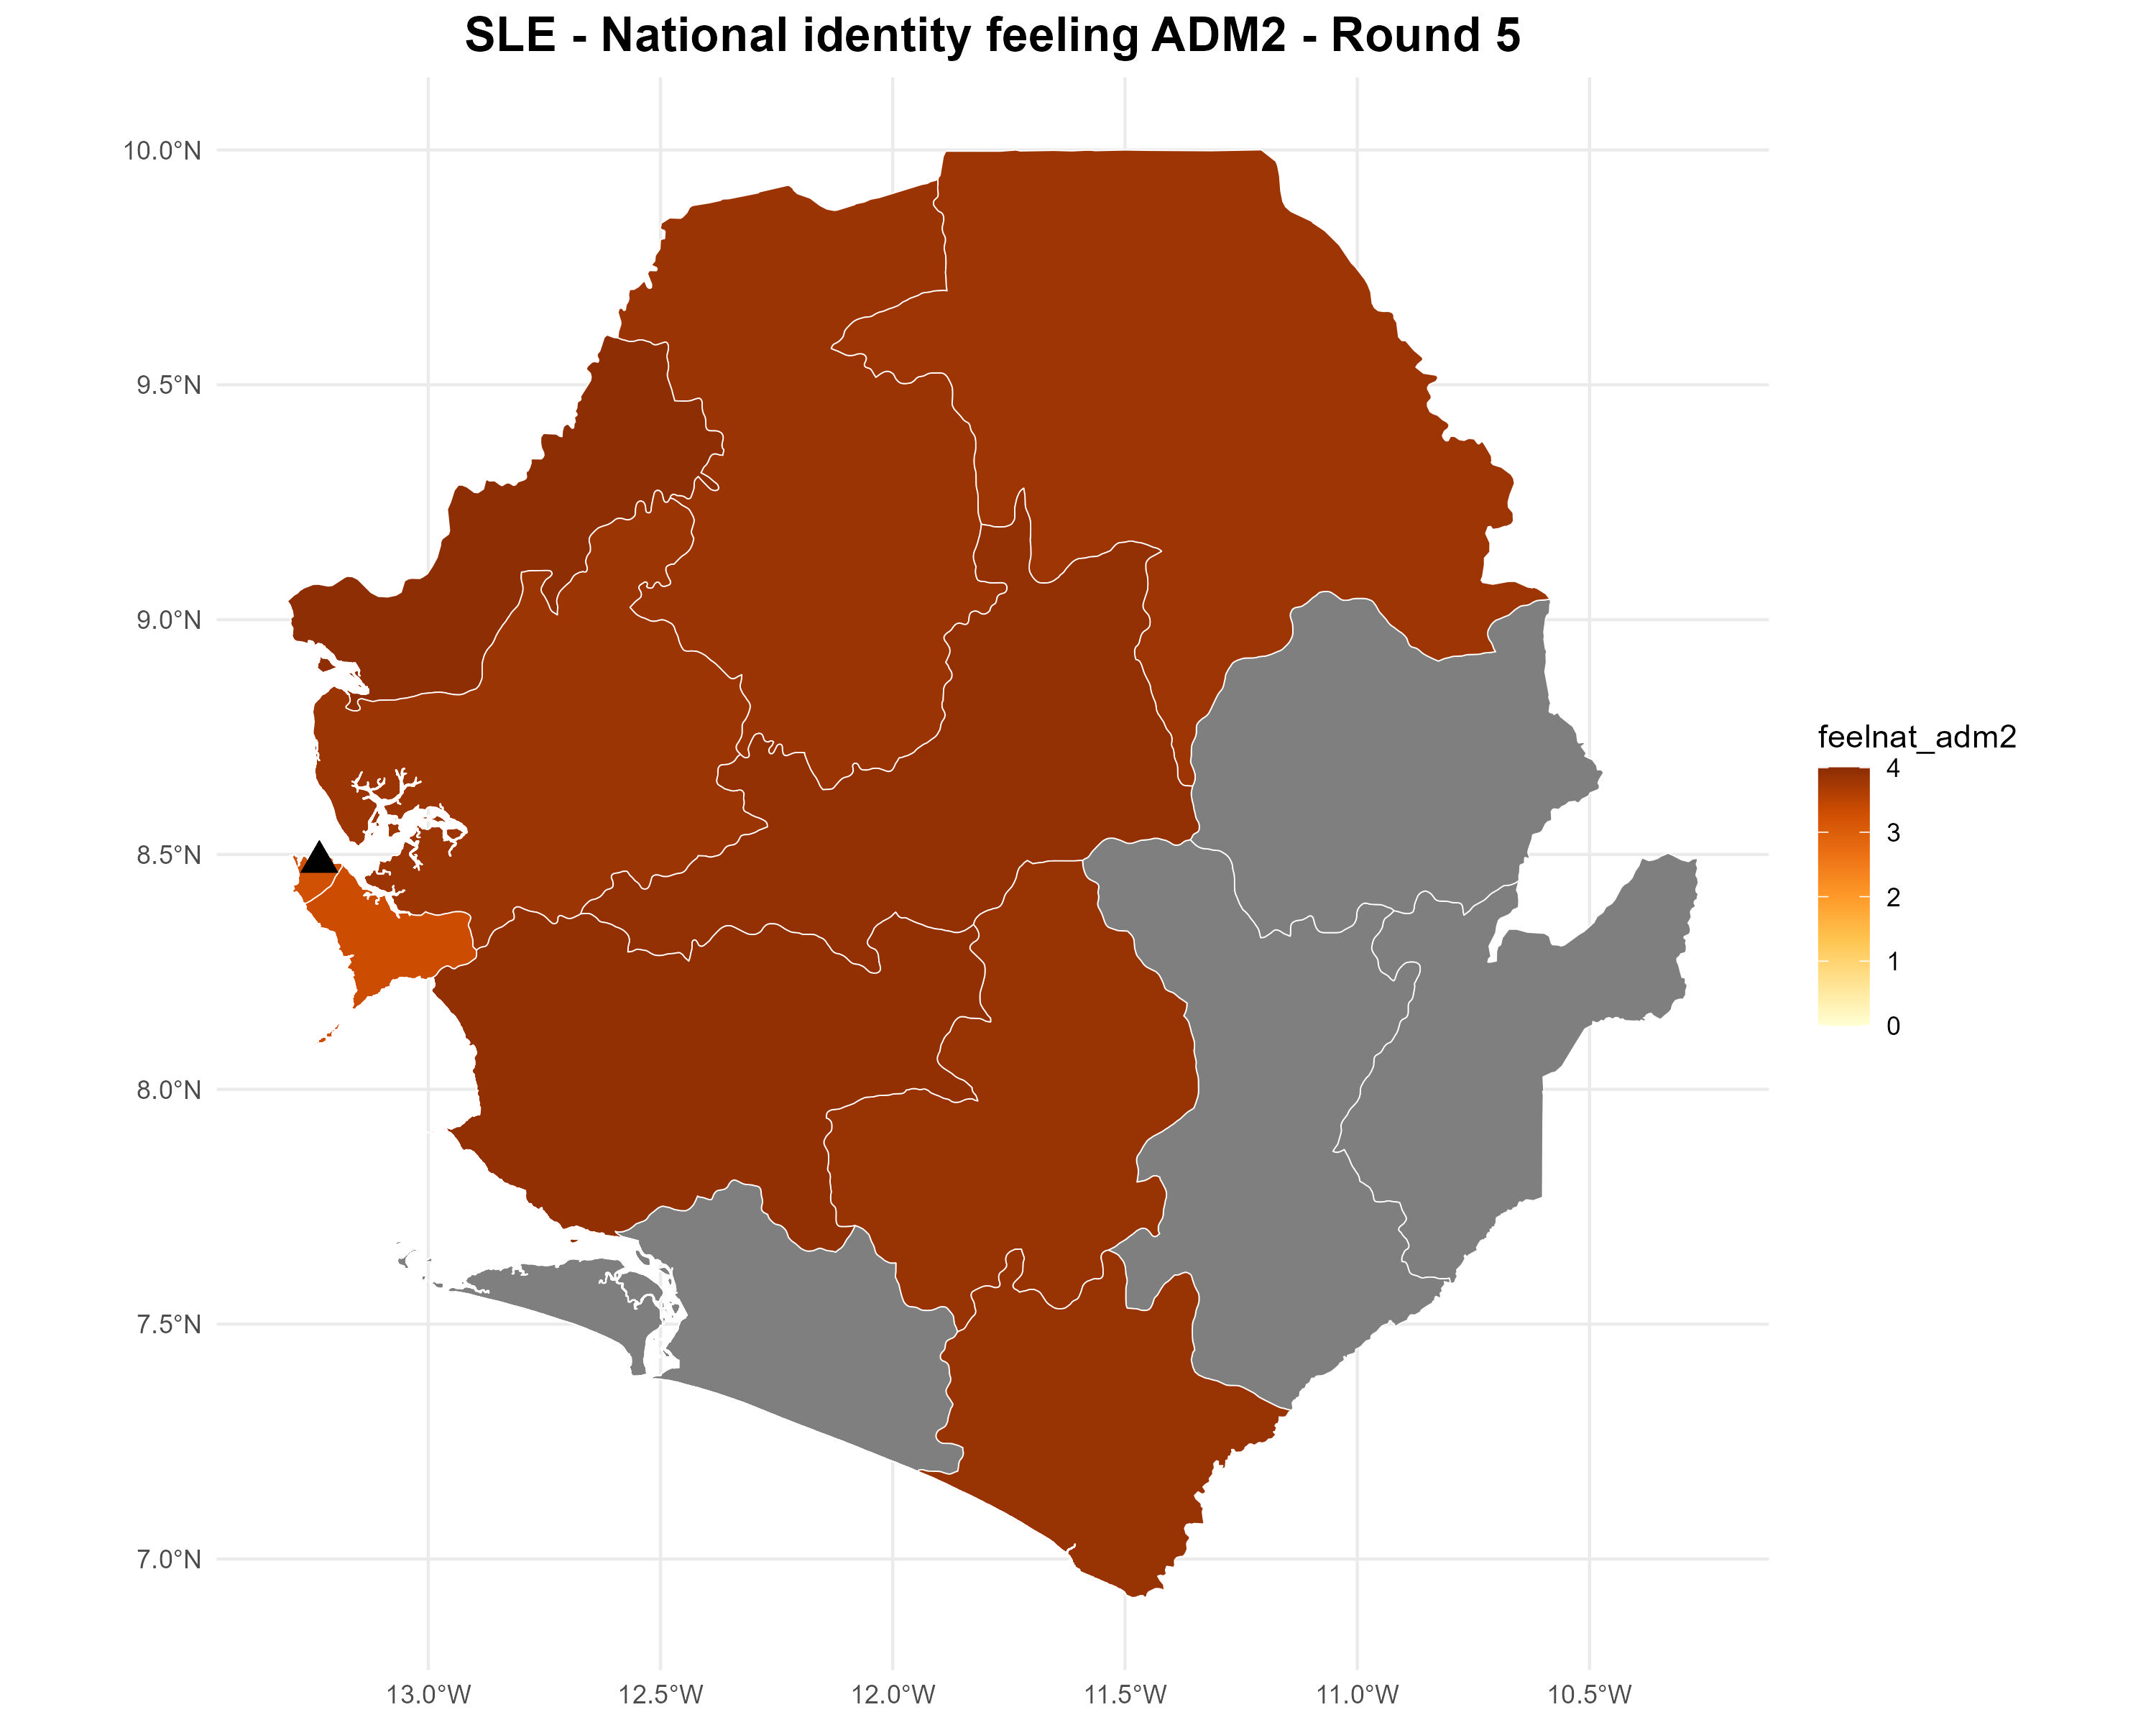 SLE - National identity feeling ADM2 - Round 5
10.0°N
9.5°N
9.0°N
8.5°N
8.0°N
7.5°N
7.0°N
13.0°W
12.5°W
12.0°W
11.5°W
11.0°W
10.5°W
feelnat_adm2
4
3
2
1
0